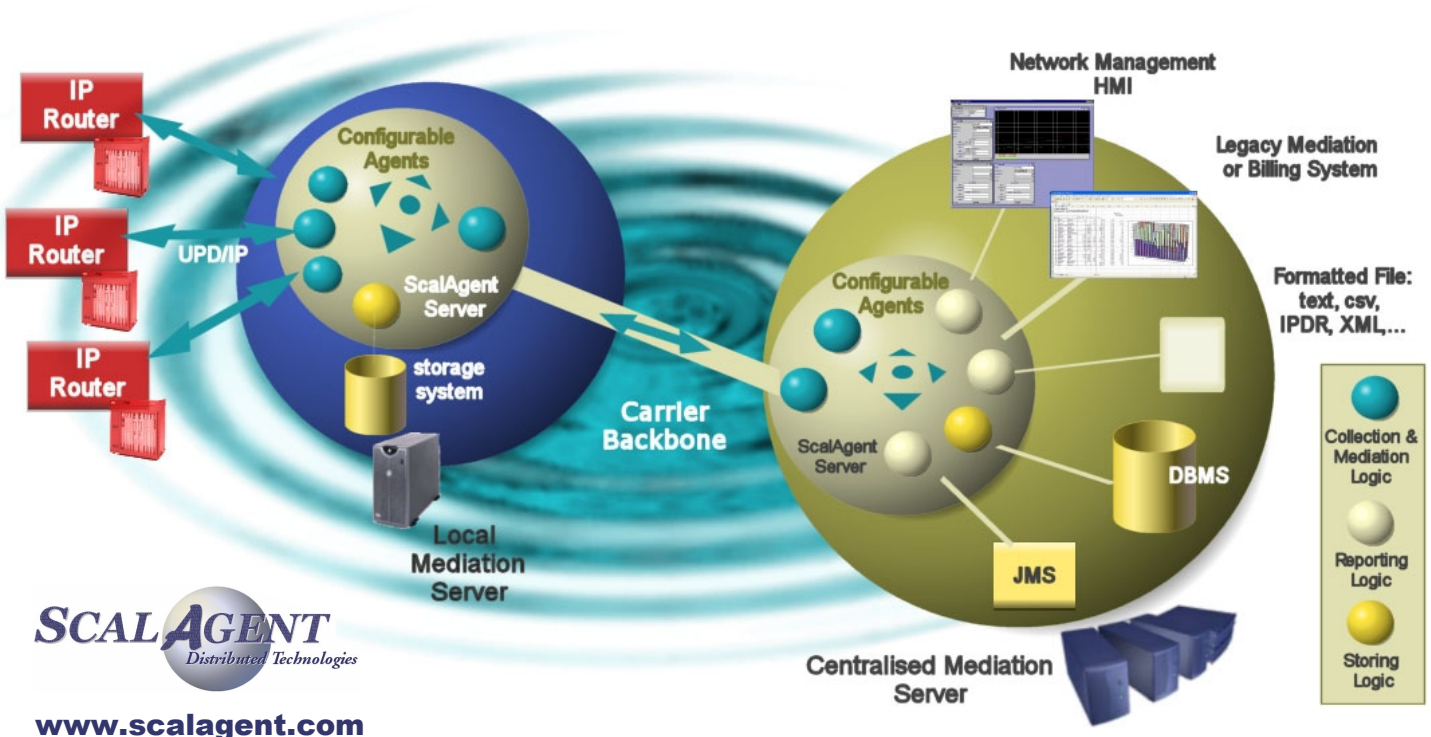 IP
Router
IP
Router
IP
Router
UPD/IP
Configurable
Agents
ScalAgent
Server
storage
system
Local
Mediation
Server
Carrier
Backbone
Network Management
HMI
Legacy Mediation
or Billing System
Formatted File:
text, csv,
IPDR, XML,...
Configurable
Agents
ScalAgent
Server
DBMS
JMS
Centralised Mediation
Server
Collection &
Mediation
Logic
Reporting
Logic
Storing
Logic
SCALAGENT
Distributed Technologies
www.scalagent.com